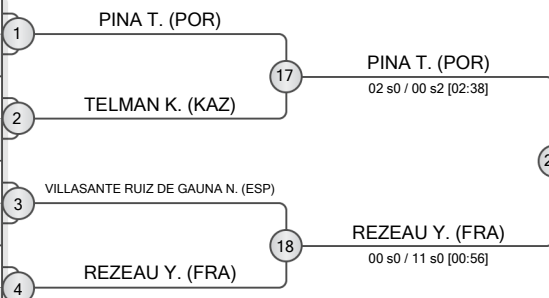 PINA T. (POR)
1
17
PINA T. (POR)
02 s0 / 00 s2 [02:38]
TELMAN K. (KAZ)
2
VILLASANTE RUIZ DE GAUNA N. (ESP)
3
18
REZEAU Y. (FRA)
00 s0 / 11 s0 [00:56]
REZEAU Y. (FRA)
4